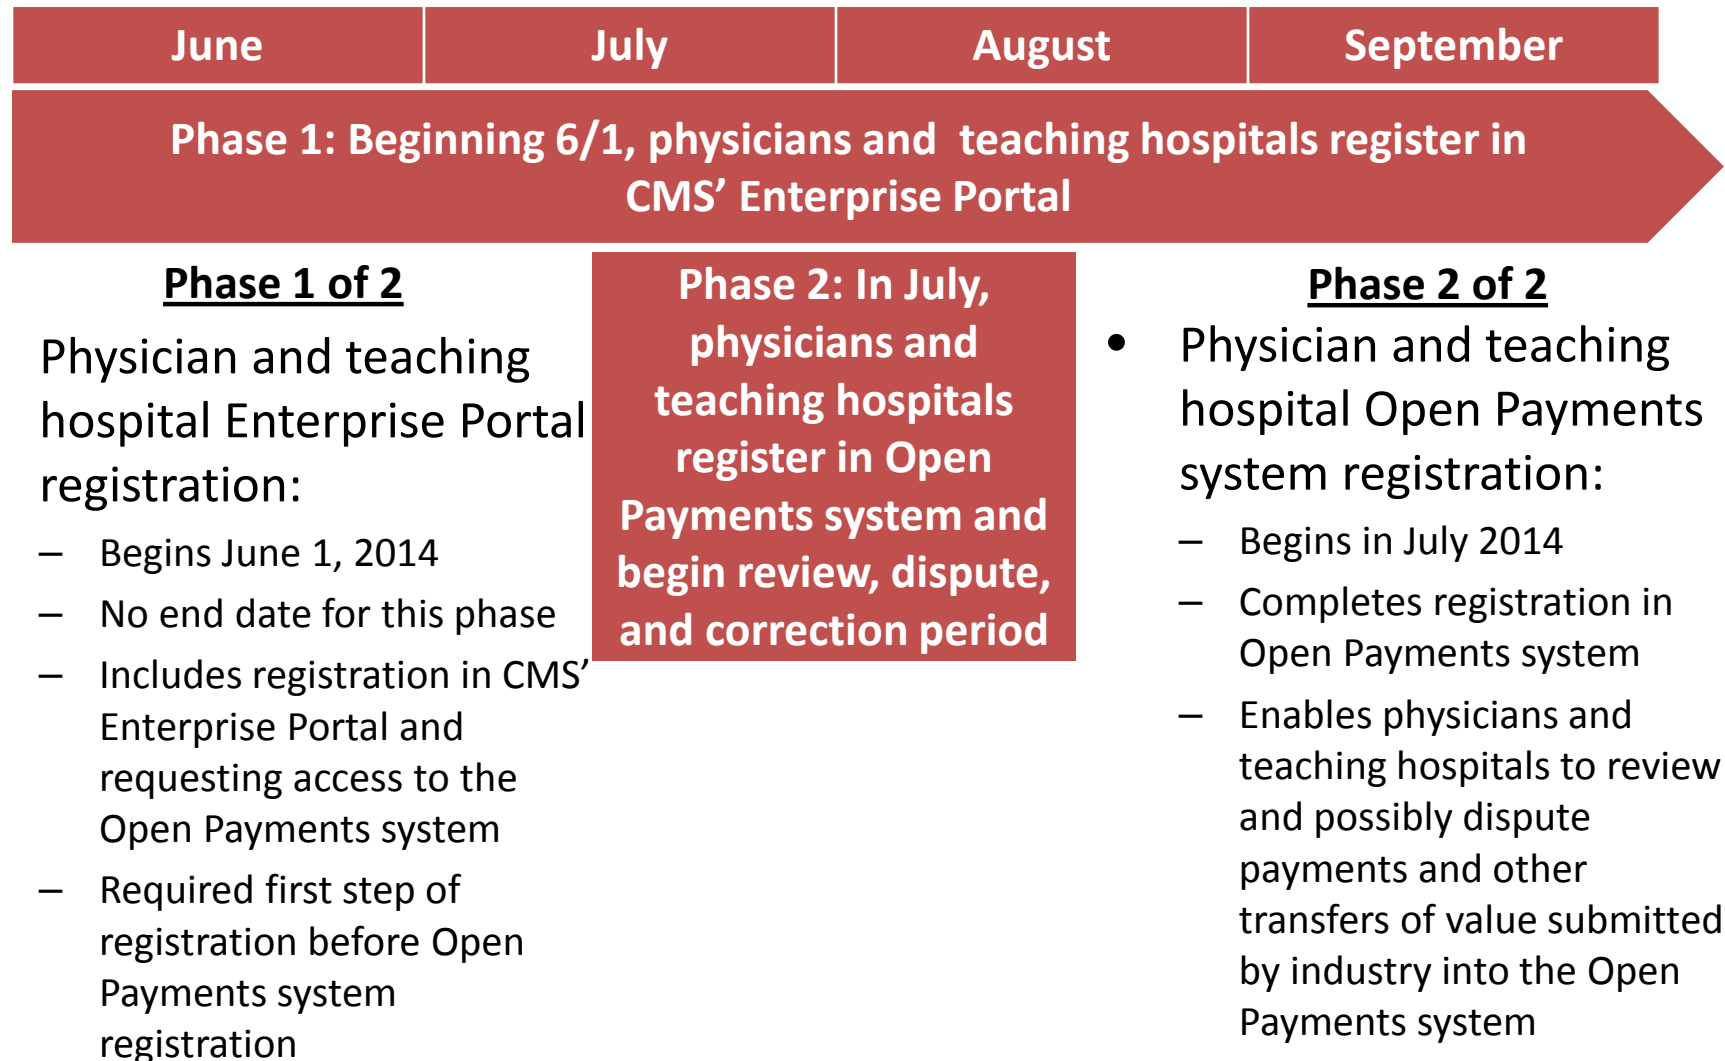 June
July
August
September
Phase 1: Beginning 6/1, physicians and  teaching hospitals register in
CMS’ Enterprise Portal
Phase 1 of 2
Physician and teaching
hospital Enterprise Portal
registration:
– Begins June 1, 2014
– No end date for this phase
– Includes registration in CMS’
Enterprise Portal and
requesting access to the
Open Payments system
– Required first step of
registration before Open
Payments system
registration
Phase 2: In July,
physicians and
teaching hospitals
register in Open
Payments system and
begin review, dispute,
and correction period
Phase 2 of 2
• Physician and teaching
hospital Open Payments
system registration:
– Begins in July 2014
– Completes registration in
Open Payments system
– Enables physicians and
teaching hospitals to review
and possibly dispute
payments and other
transfers of value submitted
by industry into the Open
Payments system